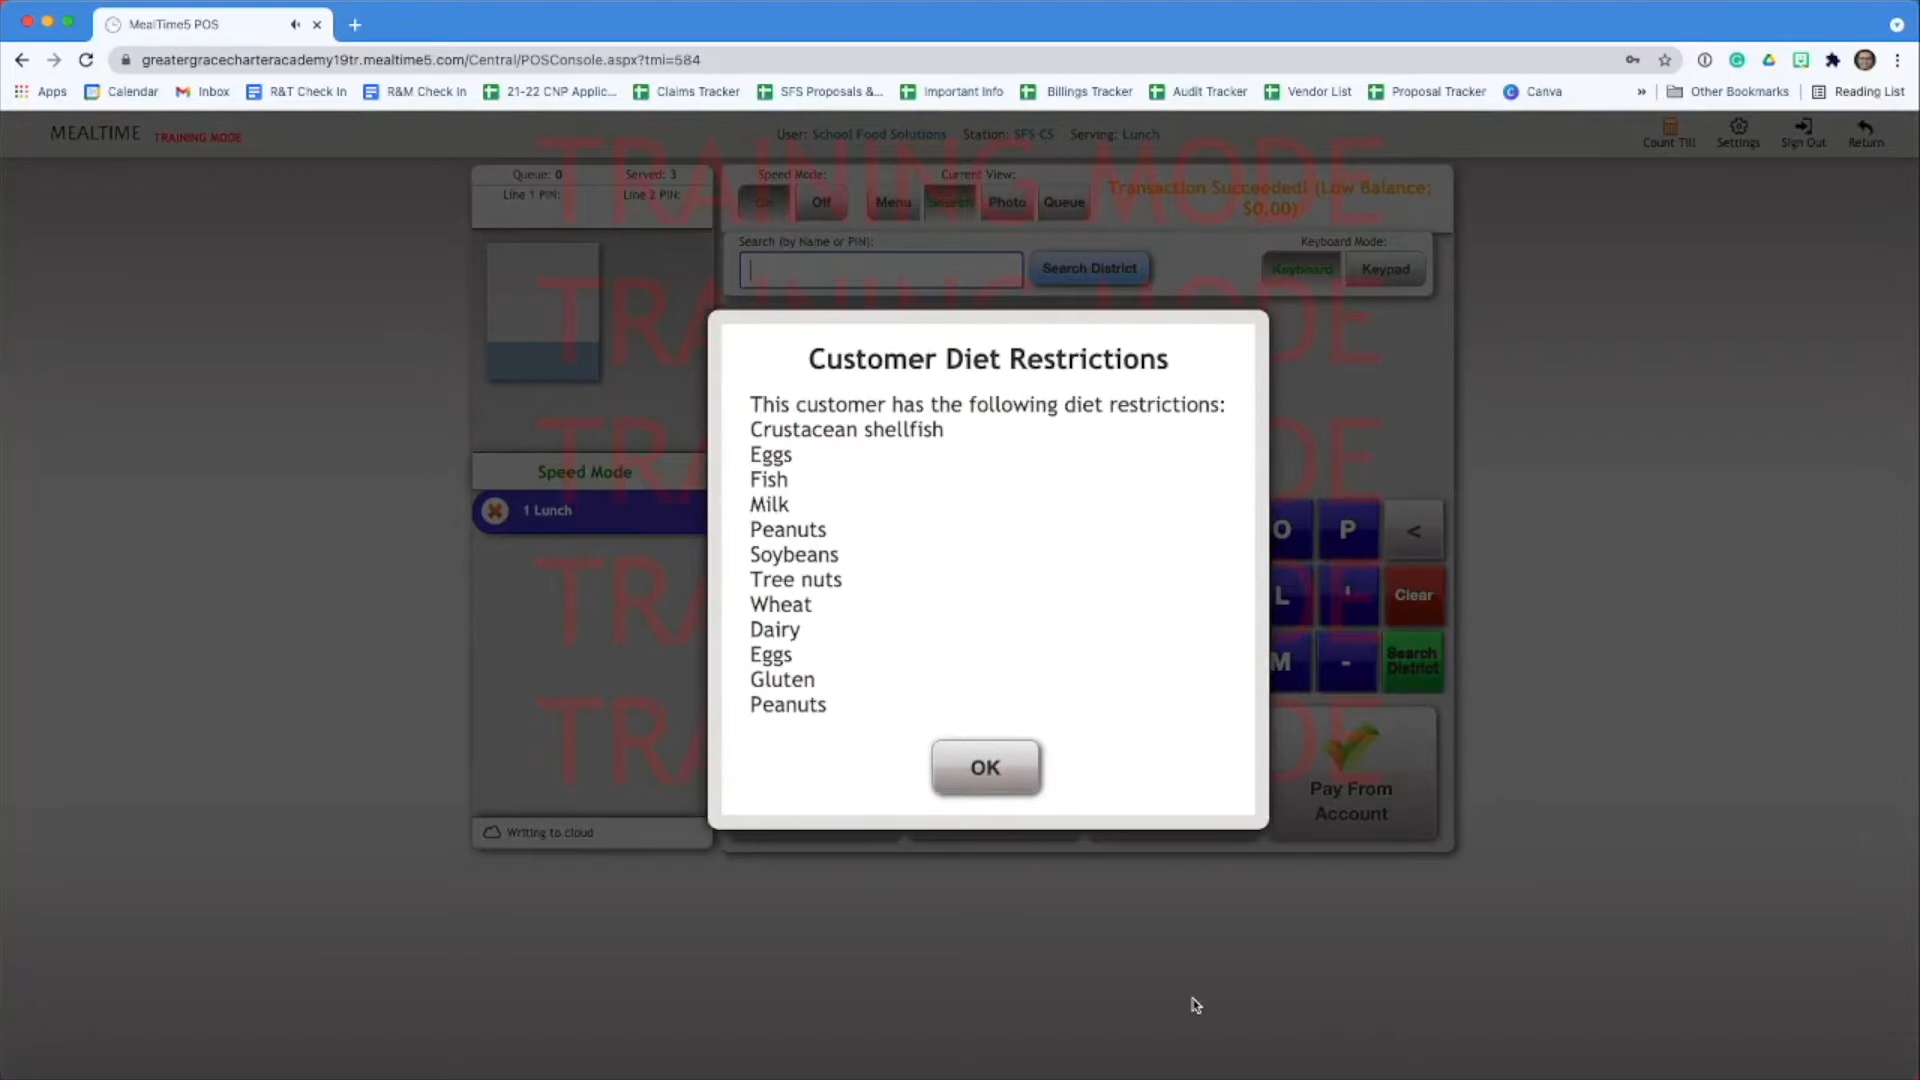 MealTime5 POS
greatergracecharteracademy19tr.mealtime5.com/Central/POSConsole.aspx?tmi=584
Apps Calendar Inbox R&T Check In R&M Check In 21-22 CNP Applic... Claims Tracker SFS Proposals &... Important Info Billings Tracker Audit Tracker Vendor List Proposal Tracker Canva » Other Bookmarks Reading List
MEALTIME TRAINING MODE User: School Food Solutions Station: SFS CS Serving: Lunch Count Till Settings Sign Out Return
TRAINING MODE
Queue: 0 Served: 3 Speed Mode: Current View: Transaction Succeeded! (Low Balance:
$0.00)
Line 1 PIN: Line 2 PIN: On Off Menu Search Photo Queue
Search (by Name or PIN): Keyboard Mode:
Search District Keyboard Keypad
TRAINING MODE
Customer Diet Restrictions
This customer has the following diet restrictions:
Crustacean shellfish
Eggs
Fish
Milk
Peanuts
Soybeans
Tree nuts
Wheat
Dairy
Eggs
Gluten
Peanuts
OK
Speed Mode
1 Lunch
O P <
L ' Clear
M - Search
District
Pay From
Account
Writing to cloud